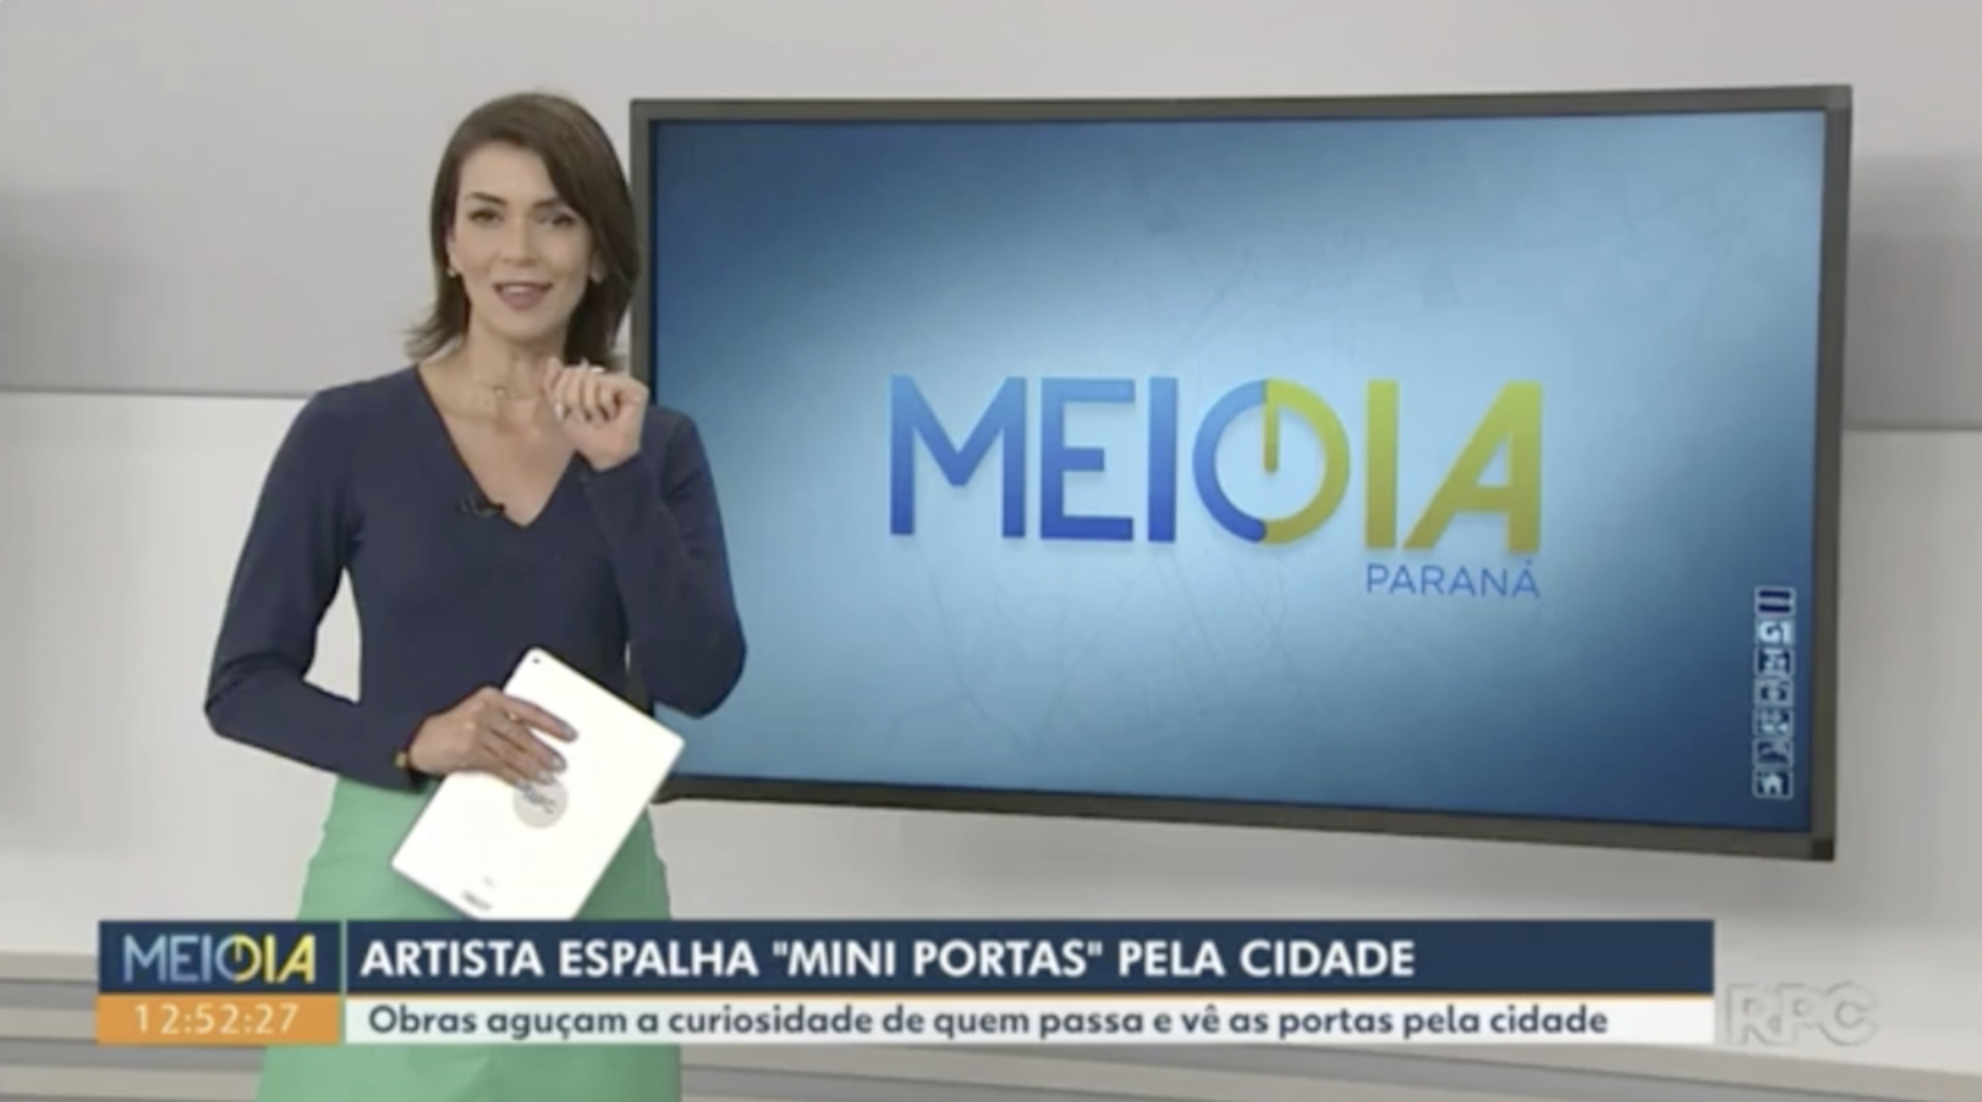 MEIODIA
PARANÁ
RPC
MEIODIA
ARTISTA ESPALHA "MINI PORTAS" PELA CIDADE
12:52:27
Obras aguçam a curiosidade de quem passa e vê as portas pela cidade
RPC